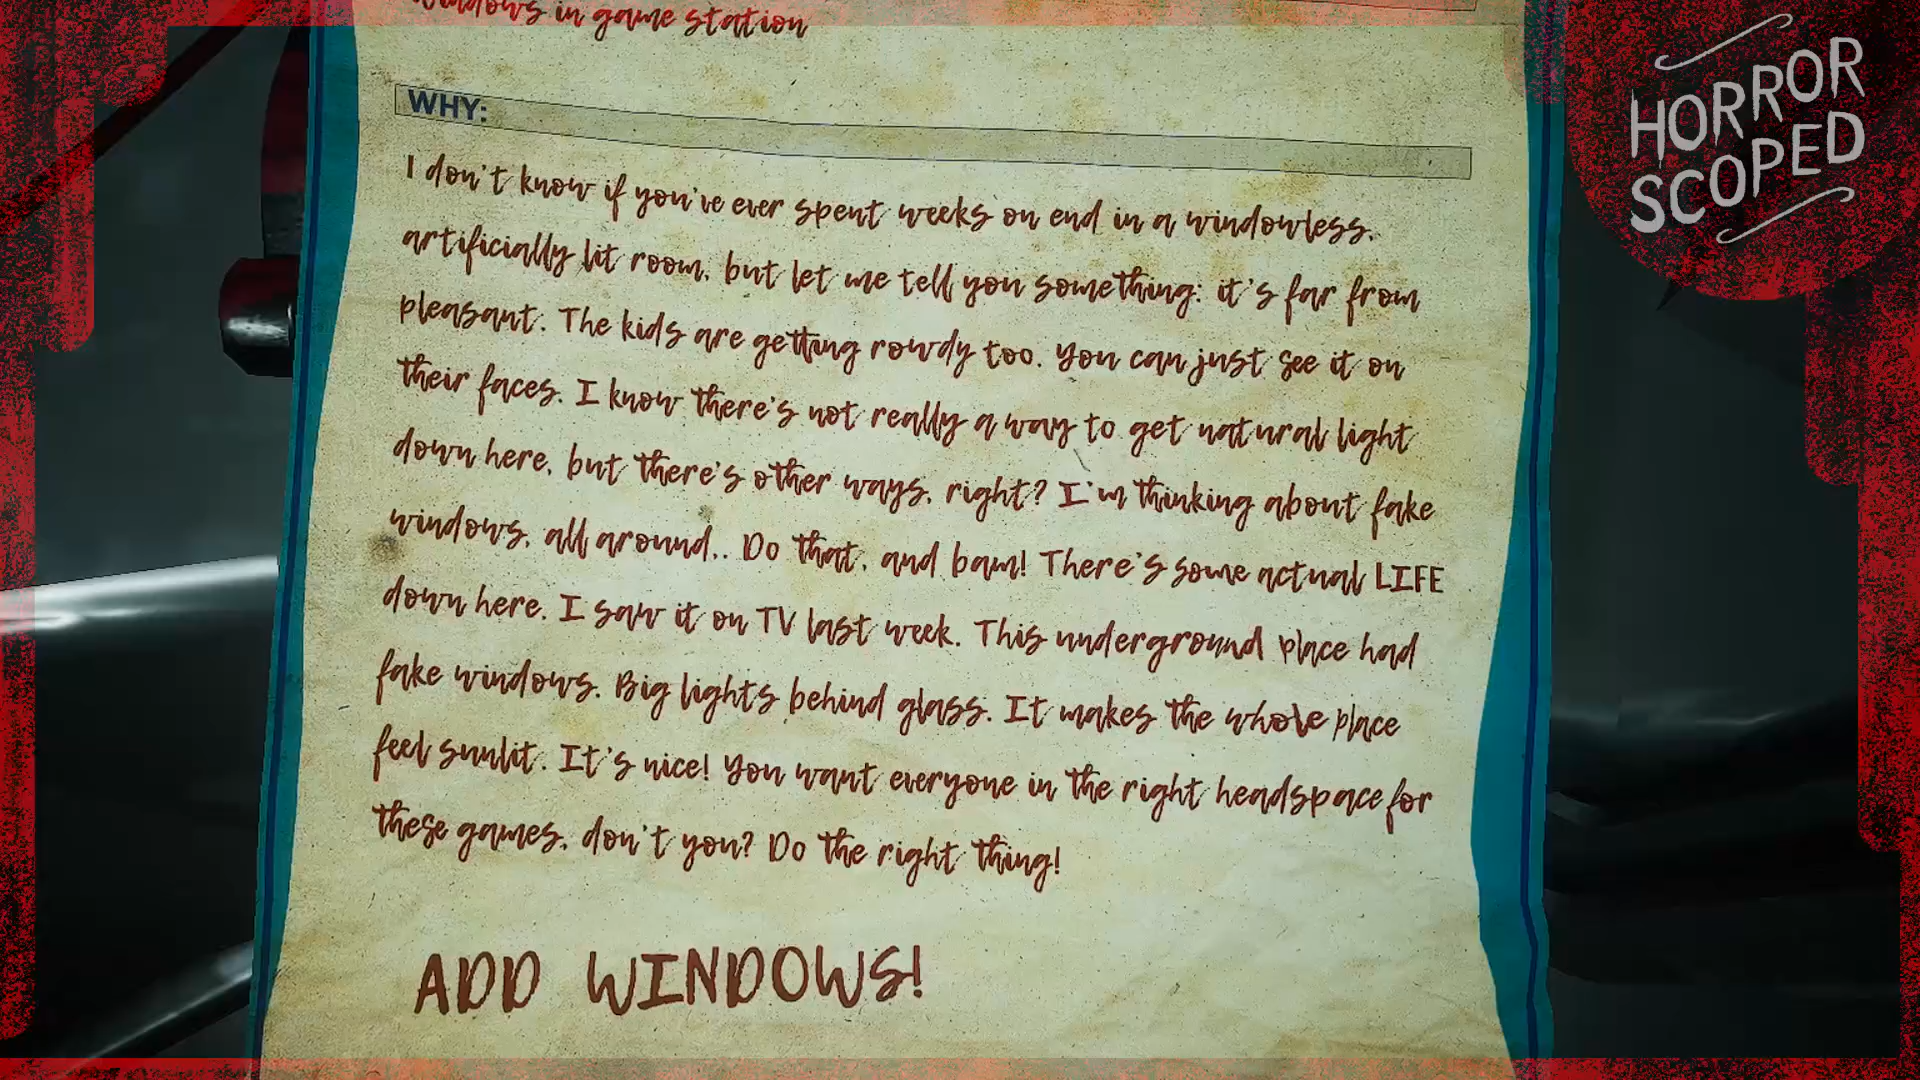 windows in game station
HORROR
SCOPED
WHY:
I don't know if you've ever spent weeks on end in a windowless,
artificially lit room, but let me tell you something: it's far from
pleasant. The kids are getting rowdy too. You can just see it on
their faces. I know there's not really a way to get natural light
down here, but there's other ways, right? I'm thinking about fake
windows, all around,. Do that, and bam! There's some actual LIFE
down here. I saw it on TV last week. This underground place had
fake windows. Big lights behind glass. It makes the whole place
feel sunlit. It's nice! You want everyone in the right headspace for
these games, don't you? Do the right thing!
ADD WINDOWS!